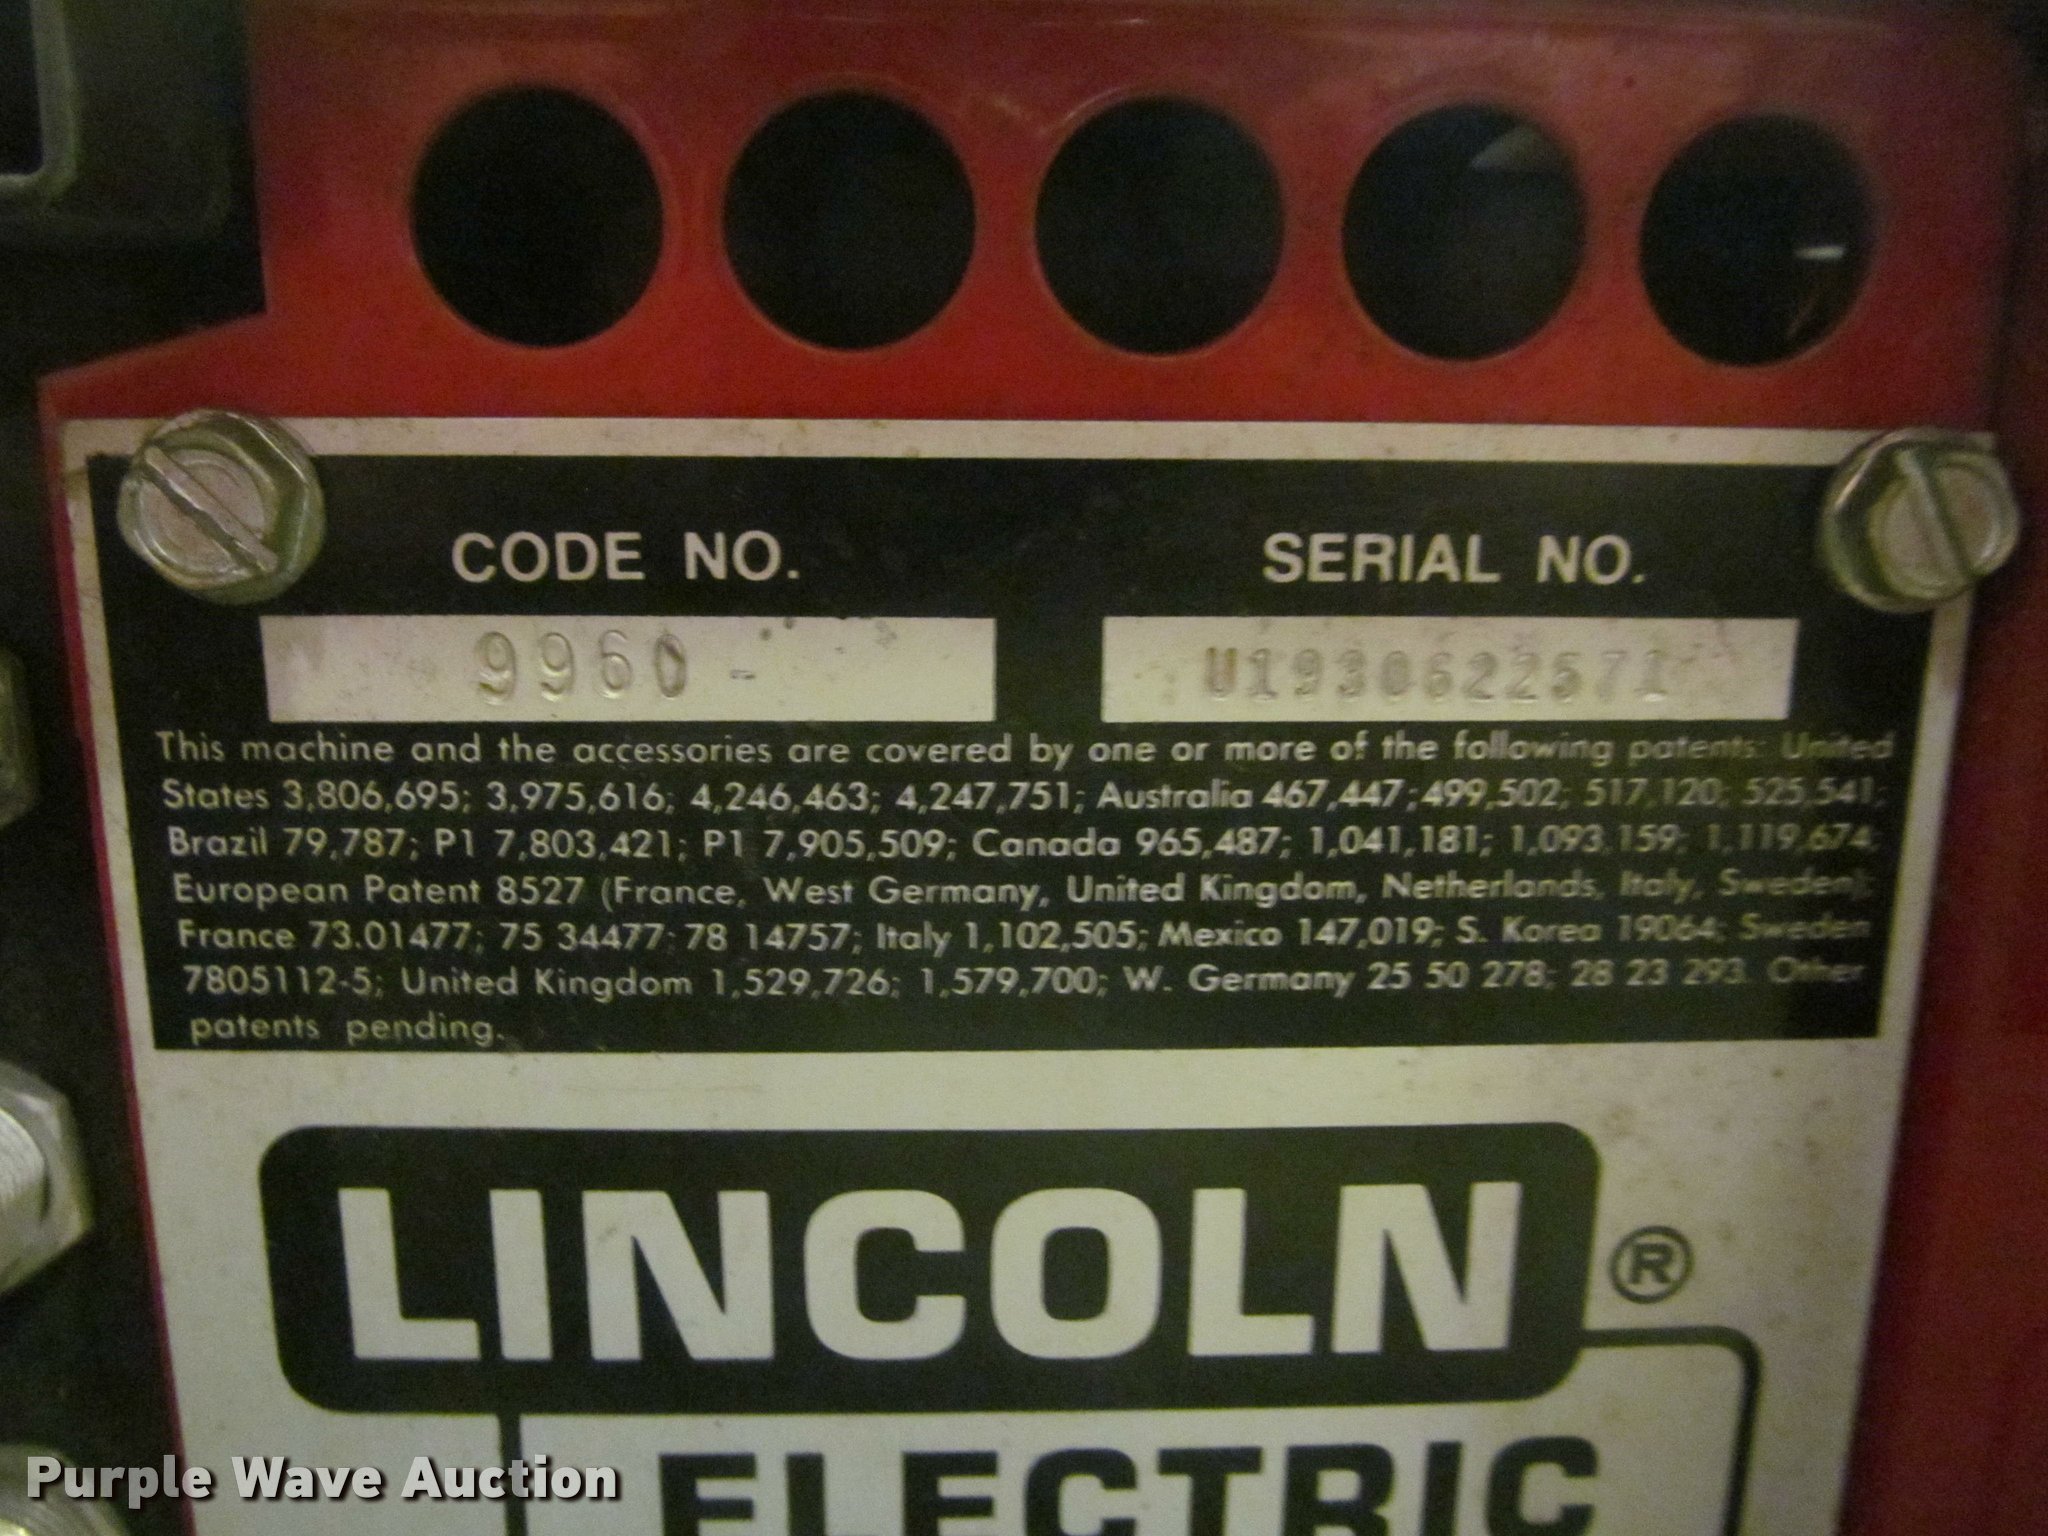 CODE NO. SERIAL NO.
9960 - U1930622571
This machine and the accessories are covered by one or more of the following patents: United
States 3,806,695; 3,975,616; 4,246,463; 4,247,751; Australia 467,447; 499,502; 517,120; 525,541;
Brazil 79,787; P1 7,803,421; P1 7,905,509; Canada 965,487; 1,041,181; 1,093,159; 1,119,674;
European Patent 8527 (France, West Germany, United Kingdom, Netherlands, Italy, Sweden);
France 73.01477; 75 34477; 78 14757; Italy 1,102,505; Mexico 147,019; S. Korea 19064; Sweden
7805112-5; United Kingdom 1,529,726; 1,579,700; W. Germany 25 50 278; 28 23 293. Other
patents pending.
LINCOLN ®
ELECTRIC
Purple Wave Auction